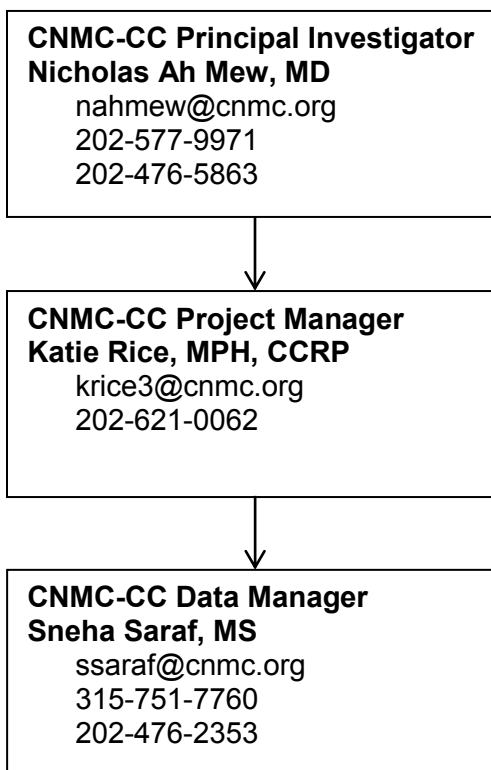 CNMC-CC Principal Investigator
Nicholas Ah Mew, MD
nahmew@cnmc.org
202-577-9971
202-476-5863
CNMC-CC Project Manager
Katie Rice, MPH, CCRP
krice3@cnmc.org
202-621-0062
CNMC-CC Data Manager
Sneha Saraf, MS
ssaraf@cnmc.org
315-751-7760
202-476-2353